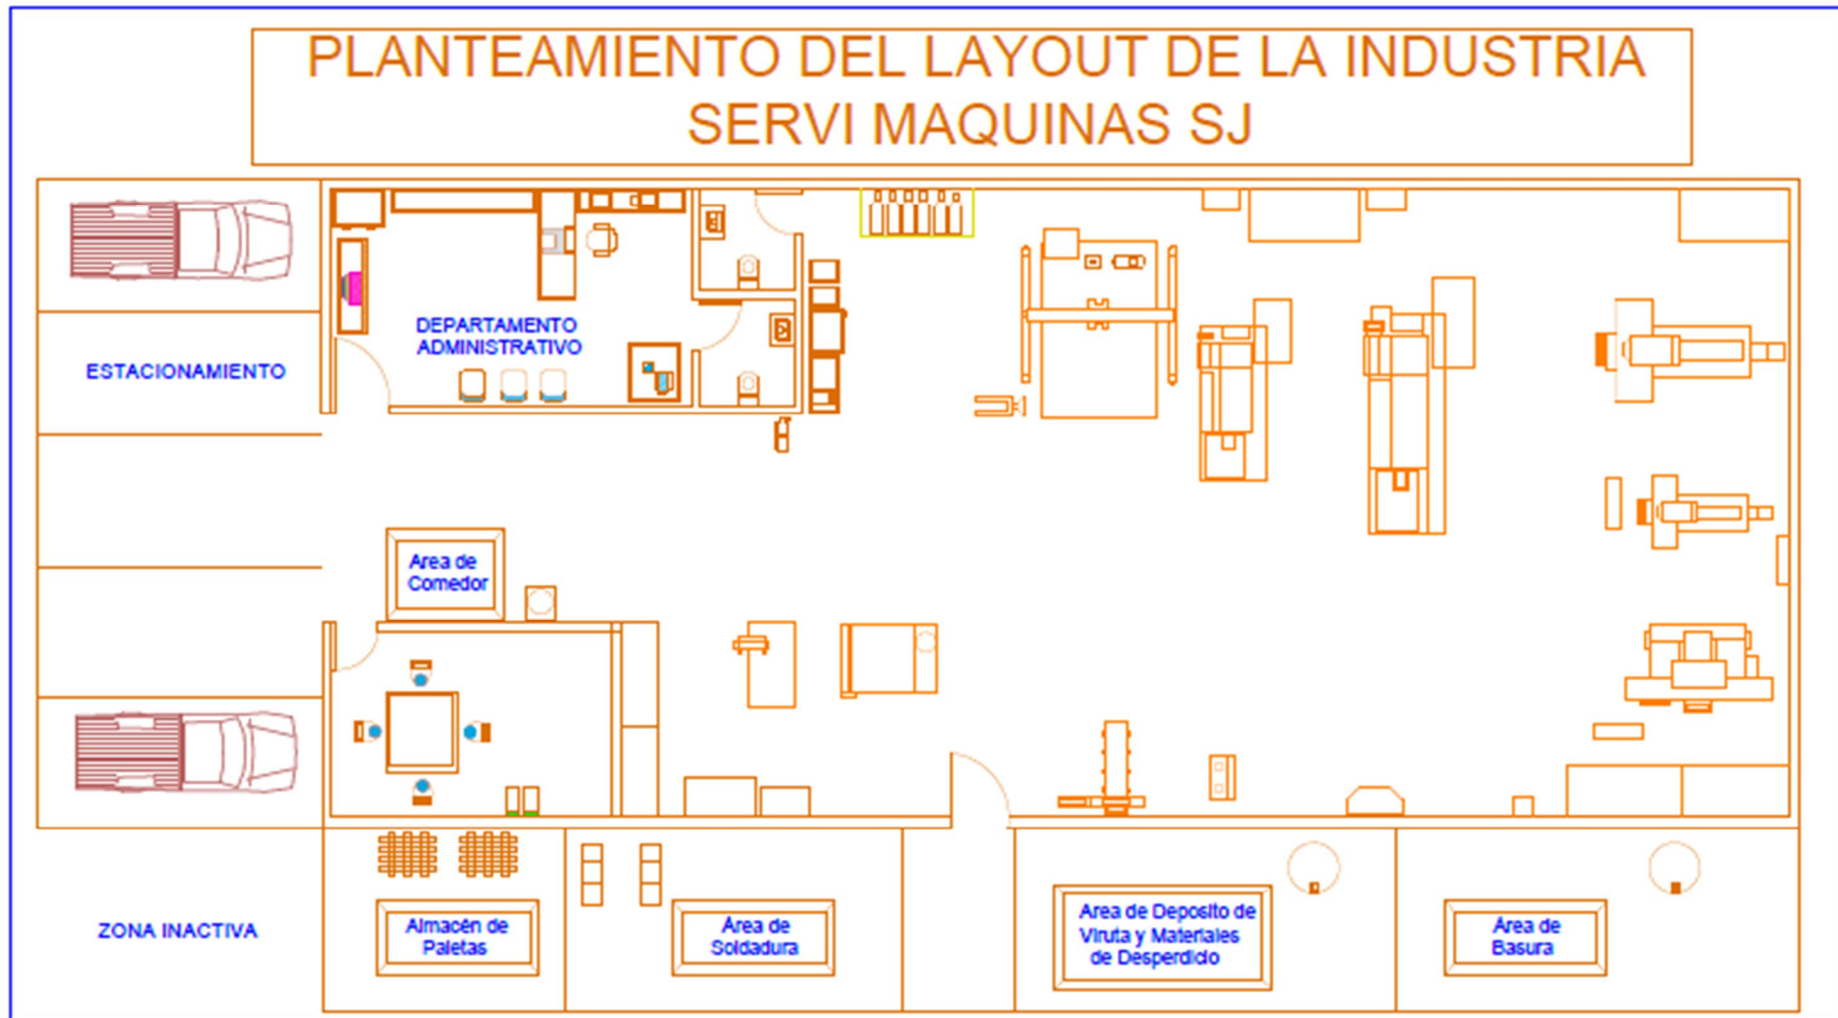 PLANTEAMIENTO DEL LAYOUT DE LA INDUSTRIA
SERVI MAQUINAS SJ
DEPARTAMENTO
ADMINISTRATIVO
ESTACIONAMIENTO
Area de
Comedor
ZONA INACTIVA
Almacén de
Paletas
Área de
Soldadura
Area de Deposito de
Viruta y Materiales
de Desperdicio
Área de
Basura